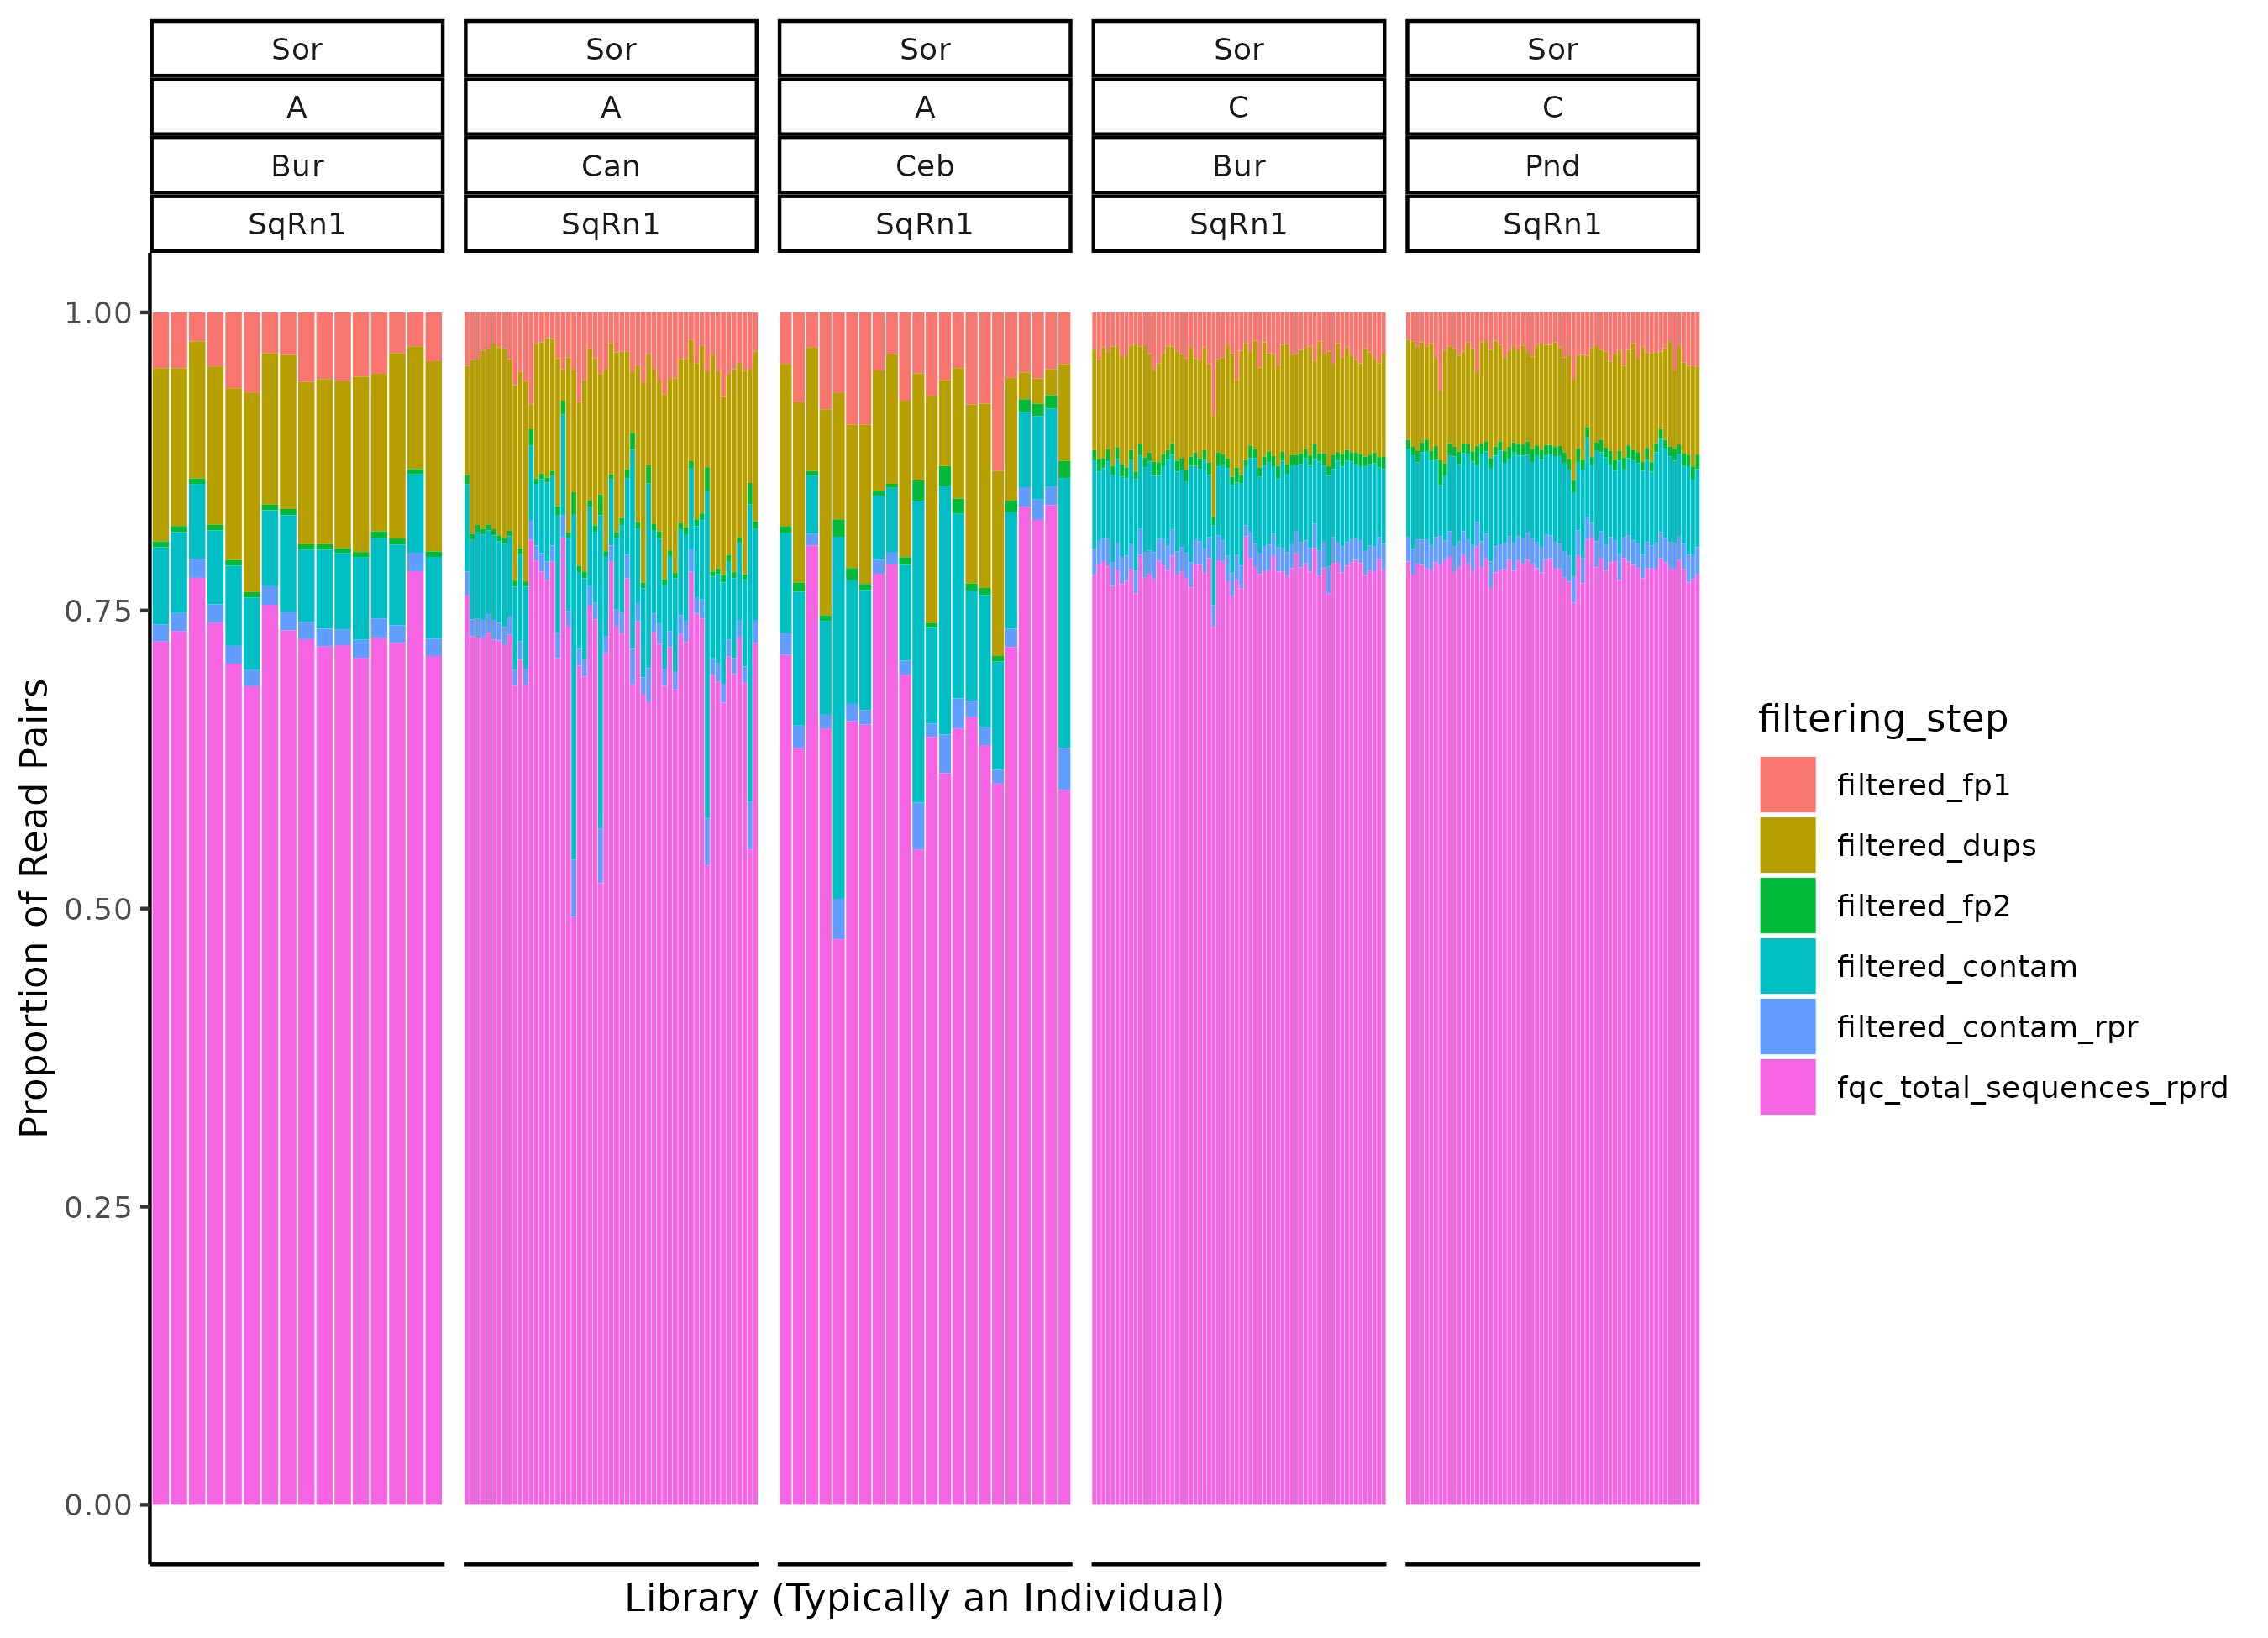 Sor Sor Sor Sor Sor
A A A C C
Bur Can Ceb Bur Pnd
SqRn1 SqRn1 SqRn1 SqRn1 SqRn1
1.00
0.75
0.50
0.25
0.00
Proportion of Read Pairs
Library (Typically an Individual)
filtering_step
filtered_fp1
filtered_dups
filtered_fp2
filtered_contam
filtered_contam_rpr
fqc_total_sequences_rprd